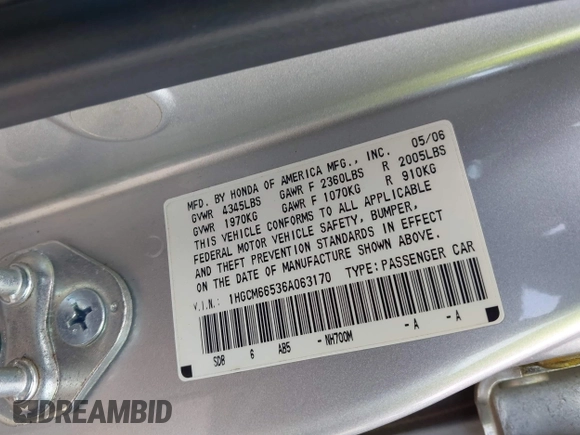 MFD. BY HONDA OF AMERICA MFG., INC. 05/06
GVWR 4345LBS GAWR F 2360LBS R 2005LBS
GVWR 1970KG GAWR F 1070KG R 910KG
THIS VEHICLE CONFORMS TO ALL APPLICABLE
FEDERAL MOTOR VEHICLE SAFETY, BUMPER,
AND THEFT PREVENTION STANDARDS IN EFFECT
ON THE DATE OF MANUFACTURE SHOWN ABOVE.
V.I.N.: 1HGCM66536A063170 TYPE: PASSENGER CAR
SDB 6 AB5 - NH700M -A -A
DREAMBID